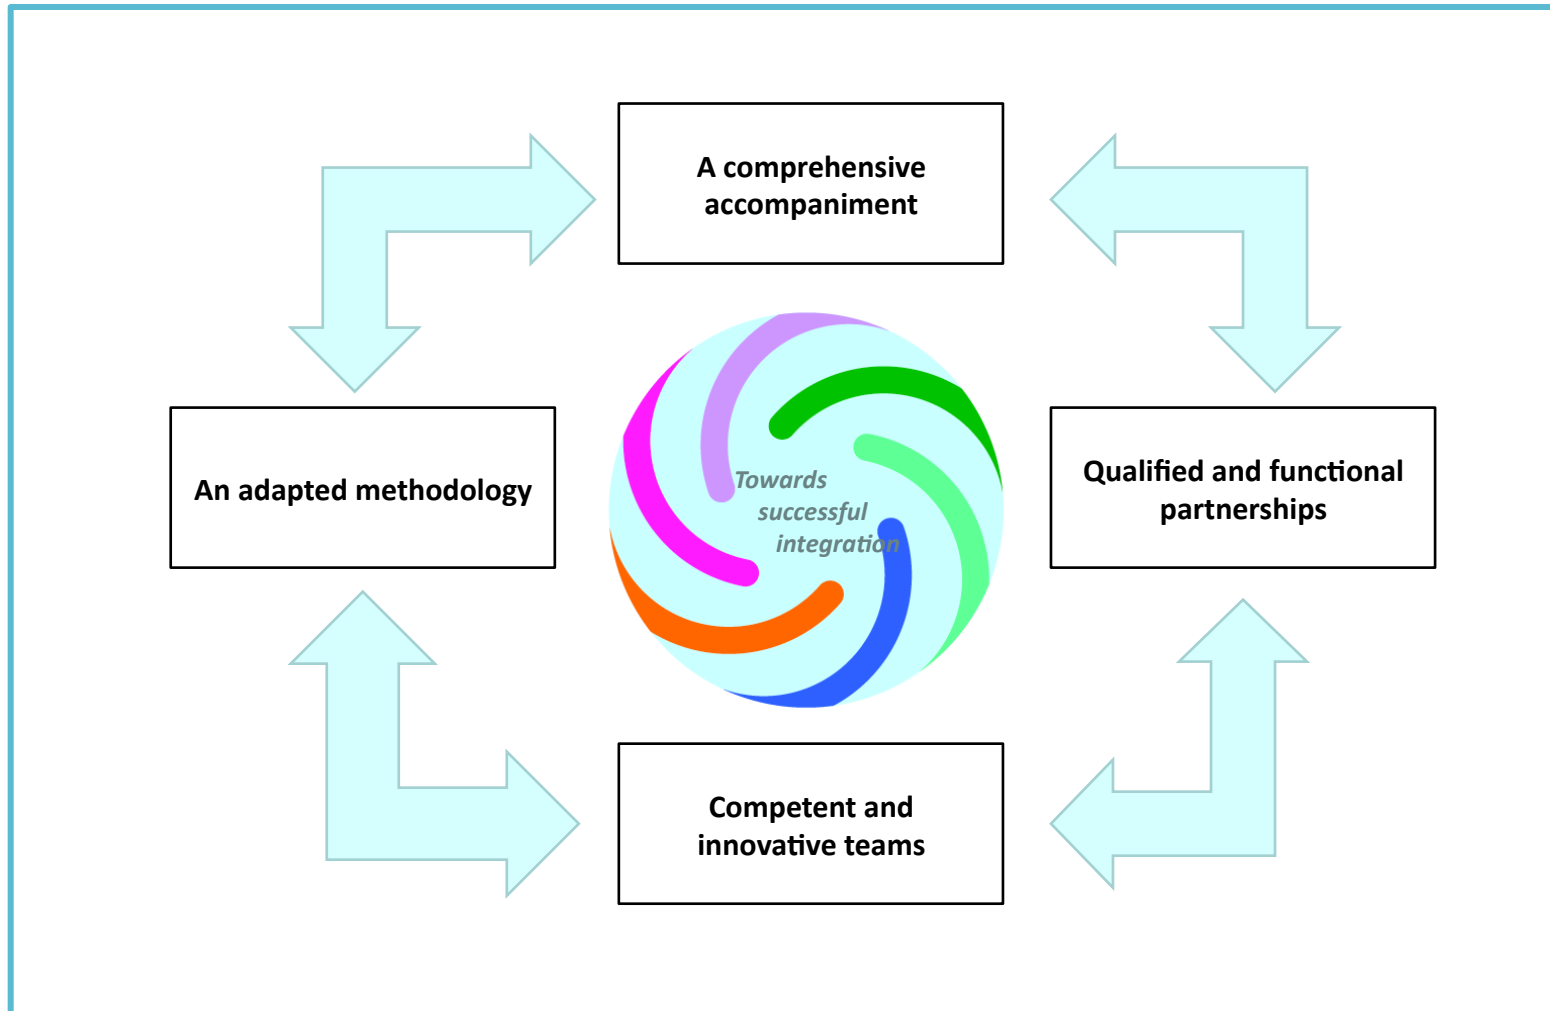 A comprehensive
accompaniment
An adapted methodology
Towards
successful
integration
Qualified and functional
partnerships
Competent and
innovative teams